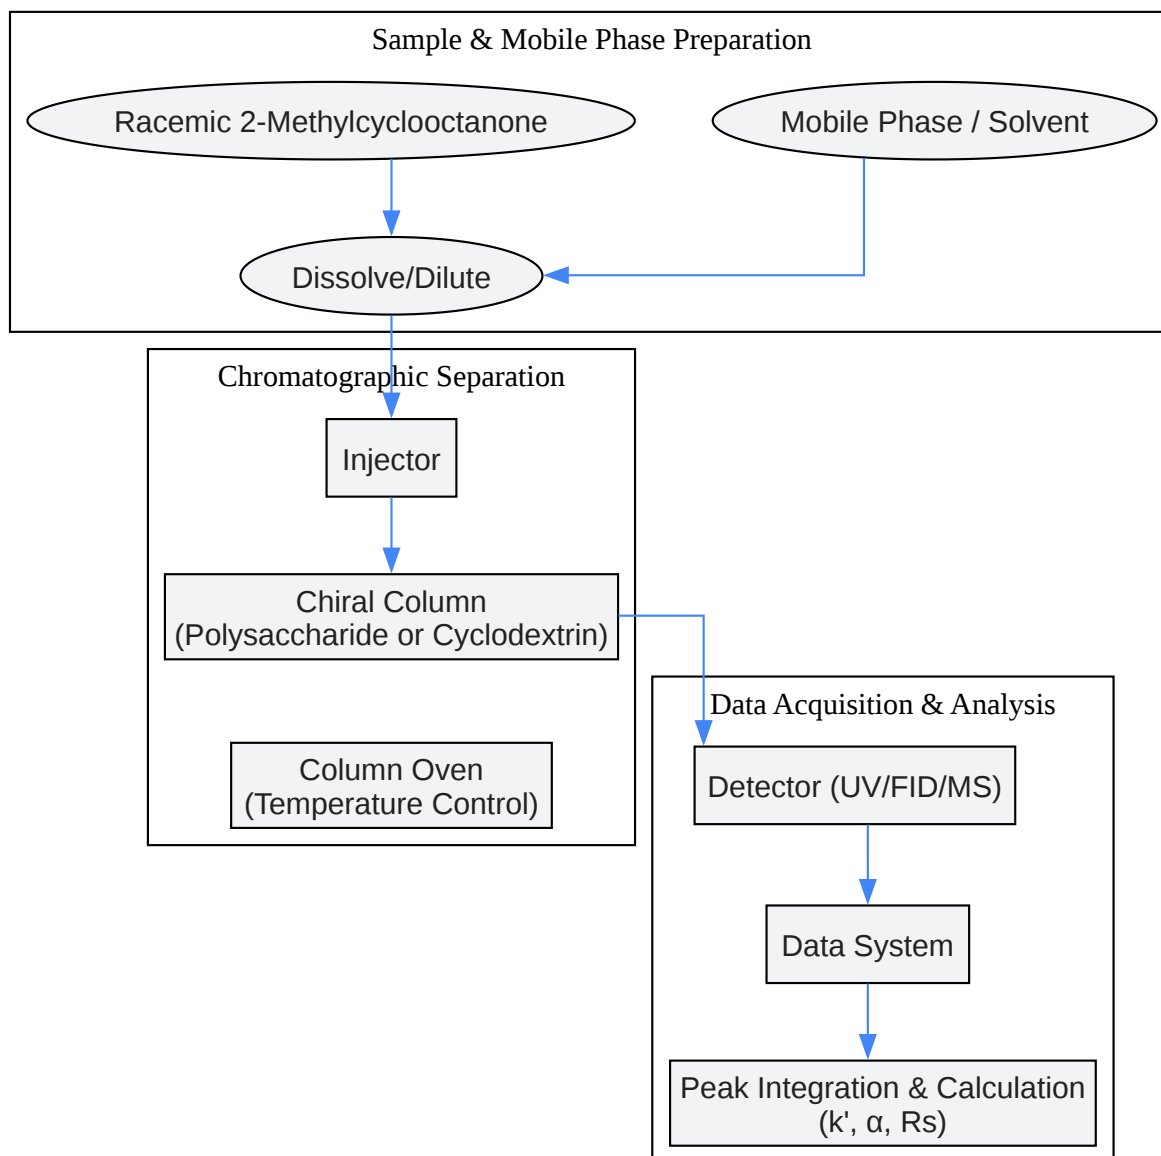 Sample & Mobile Phase Preparation
Racemic 2-Methylcyclooctanone
Mobile Phase / Solvent
Dissolve/Dilute
Chromatographic Separation
Injector
Chiral Column
(Polysaccharide or Cyclodextrin)
Column Oven
(Temperature Control)
Data Acquisition & Analysis
Detector (UV/FID/MS)
Data System
Peak Integration & Calculation
(k', α, Rs)